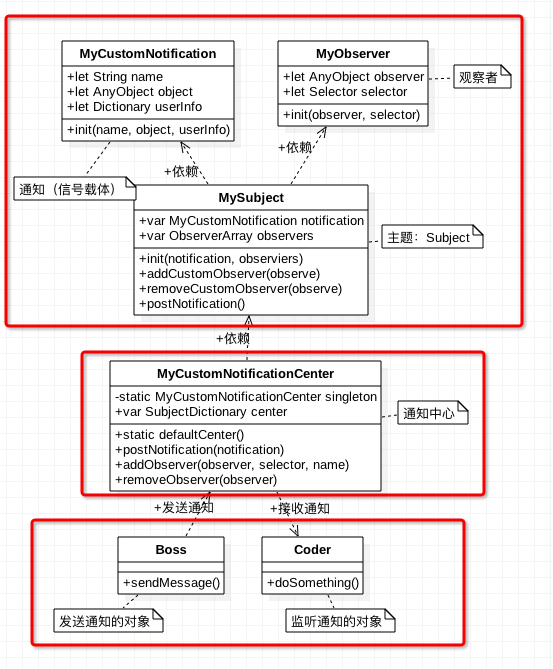 MyCustomNotification
+let String name
+let AnyObject object
+let Dictionary userInfo
+init(name, object, userInfo)
MyObserver
+let AnyObject observer
+let Selector selector
+init(observer, selector)
观察者
通知（信号载体）
+依赖
+依赖
MySubject
+var MyCustomNotification notification
+var ObserverArray observers
+init(notification, observiers)
+addCustomObserver(observe)
+removeCustomObserver(observe)
+postNotification()
主题：Subject
+依赖
MyCustomNotificationCenter
-static MyCustomNotificationCenter singleton
+var SubjectDictionary center
+static defaultCenter()
+postNotification(notification)
+addObserver(observer, selector, name)
+removeObserver(observer)
通知中心
+发送通知
+接收通知
Boss
+sendMessage()
Coder
+doSomething()
发送通知的对象
监听通知的对象